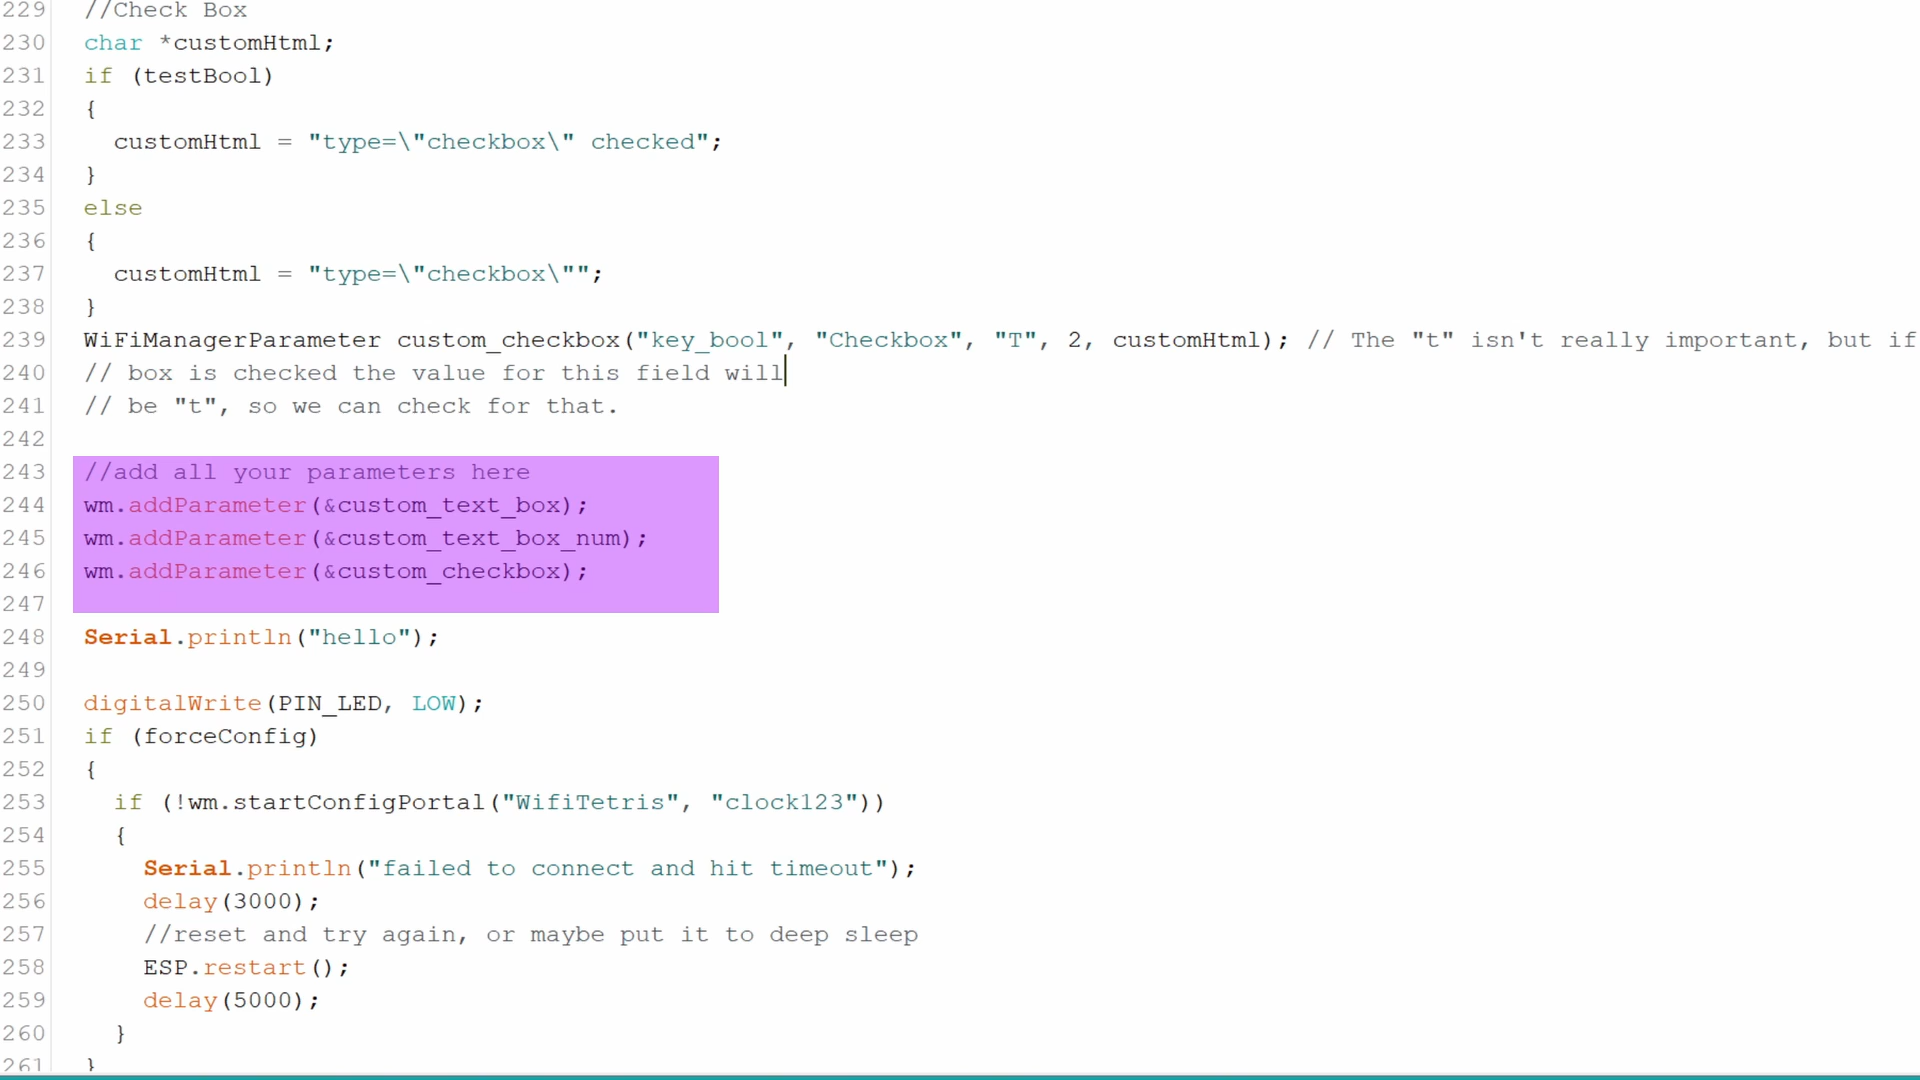 229 //Check Box
230 char *customHtml;
231 if (testBool)
232 {
233 customHtml = "type=\"checkbox\" checked";
234 }
235 else
236 {
237 customHtml = "type=\"checkbox\"";
238 }
239 WiFiManagerParameter custom_checkbox("key_bool", "Checkbox", "T", 2, customHtml); // The "t" isn't really important, but if
240 // box is checked the value for this field will
241 // be "t", so we can check for that.
242
243 //add all your parameters here
244 wm.addParameter(&custom_text_box);
245 wm.addParameter(&custom_text_box_num);
246 wm.addParameter(&custom_checkbox);
247
248 Serial.println("hello");
249
250 digitalWrite(PIN_LED, LOW);
251 if (forceConfig)
252 {
253 if (!wm.startConfigPortal("WifiTetris", "clock123"))
254 {
255 Serial.println("failed to connect and hit timeout");
256 delay(3000);
257 //reset and try again, or maybe put it to deep sleep
258 ESP.restart();
259 delay(5000);
260 }
261 }